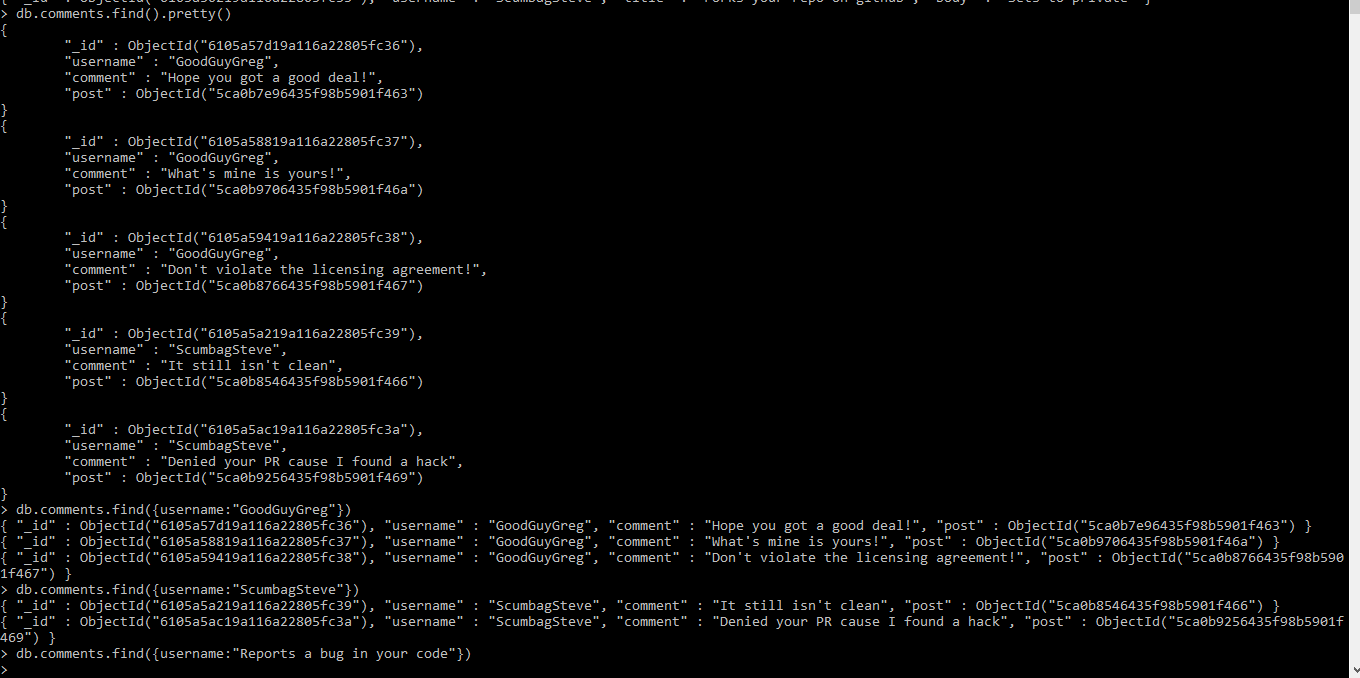 > db.comments.find().pretty()
{
"_id" : ObjectId("6105a57d19a116a22805fc36"),
"username" : "GoodGuyGreg",
"comment" : "Hope you got a good deal!",
"post" : ObjectId("5ca0b7e96435f98b5901f463")
}
{
"_id" : ObjectId("6105a58819a116a22805fc37"),
"username" : "GoodGuyGreg",
"comment" : "What's mine is yours!",
"post" : ObjectId("5ca0b9706435f98b5901f46a")
}
{
"_id" : ObjectId("6105a59419a116a22805fc38"),
"username" : "GoodGuyGreg",
"comment" : "Don't violate the licensing agreement!",
"post" : ObjectId("5ca0b8766435f98b5901f467")
}
{
"_id" : ObjectId("6105a5a219a116a22805fc39"),
"username" : "ScumbagSteve",
"comment" : "It still isn't clean",
"post" : ObjectId("5ca0b8546435f98b5901f466")
}
{
"_id" : ObjectId("6105a5ac19a116a22805fc3a"),
"username" : "ScumbagSteve",
"comment" : "Denied your PR cause I found a hack",
"post" : ObjectId("5ca0b9256435f98b5901f469")
}
> db.comments.find({username:"GoodGuyGreg"})
{ "_id" : ObjectId("6105a57d19a116a22805fc36"), "username" : "GoodGuyGreg", "comment" : "Hope you got a good deal!", "post" : ObjectId("5ca0b7e96435f98b5901f463") }
{ "_id" : ObjectId("6105a58819a116a22805fc37"), "username" : "GoodGuyGreg", "comment" : "What's mine is yours!", "post" : ObjectId("5ca0b9706435f98b5901f46a") }
{ "_id" : ObjectId("6105a59419a116a22805fc38"), "username" : "GoodGuyGreg", "comment" : "Don't violate the licensing agreement!", "post" : ObjectId("5ca0b8766435f98b590
1f467") }
> db.comments.find({username:"ScumbagSteve"})
{ "_id" : ObjectId("6105a5a219a116a22805fc39"), "username" : "ScumbagSteve", "comment" : "It still isn't clean", "post" : ObjectId("5ca0b8546435f98b5901f466") }
{ "_id" : ObjectId("6105a5ac19a116a22805fc3a"), "username" : "ScumbagSteve", "comment" : "Denied your PR cause I found a hack", "post" : ObjectId("5ca0b9256435f98b5901f
469") }
> db.comments.find({username:"Reports a bug in your code"})
>